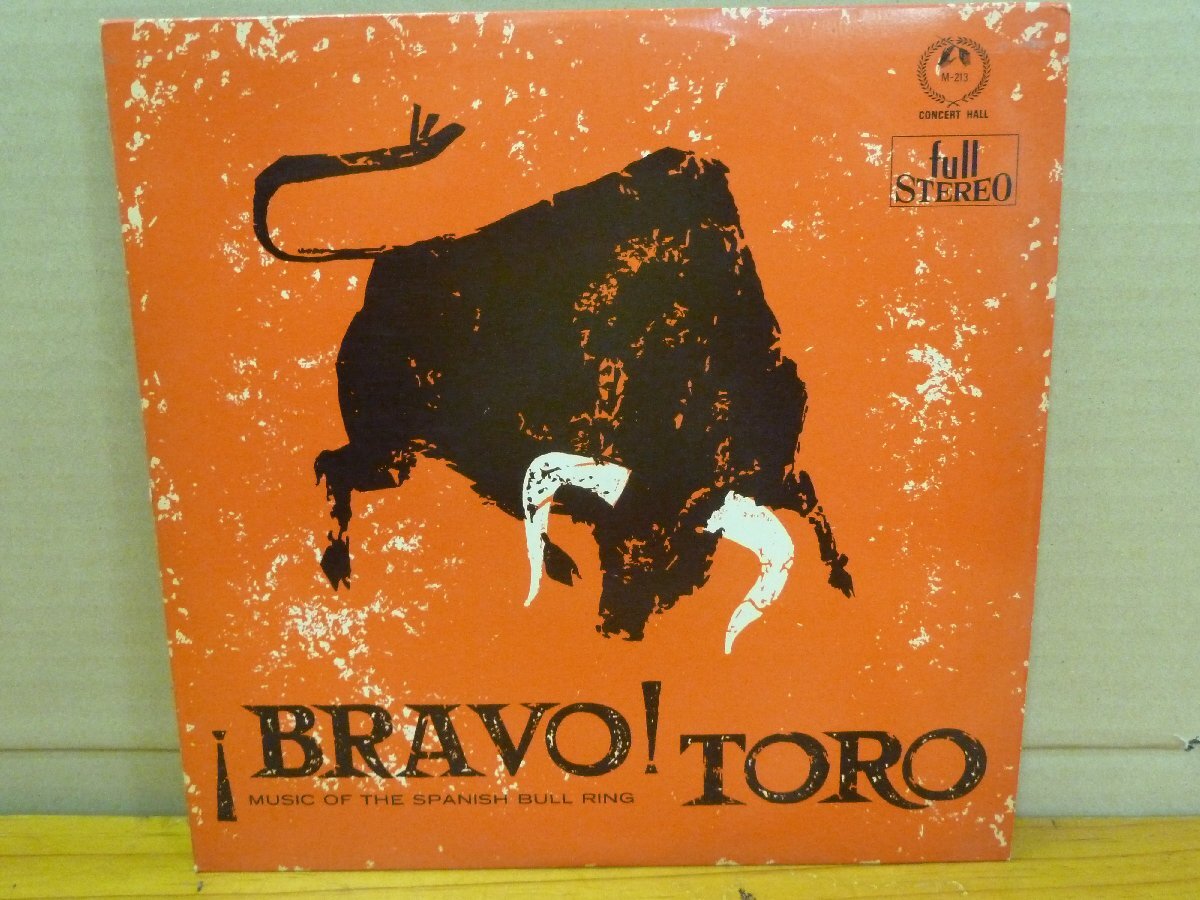 M-213
CONCERT HALL
full
STEREO
¡BRAVO! TORO
MUSIC OF THE SPANISH BULL RING